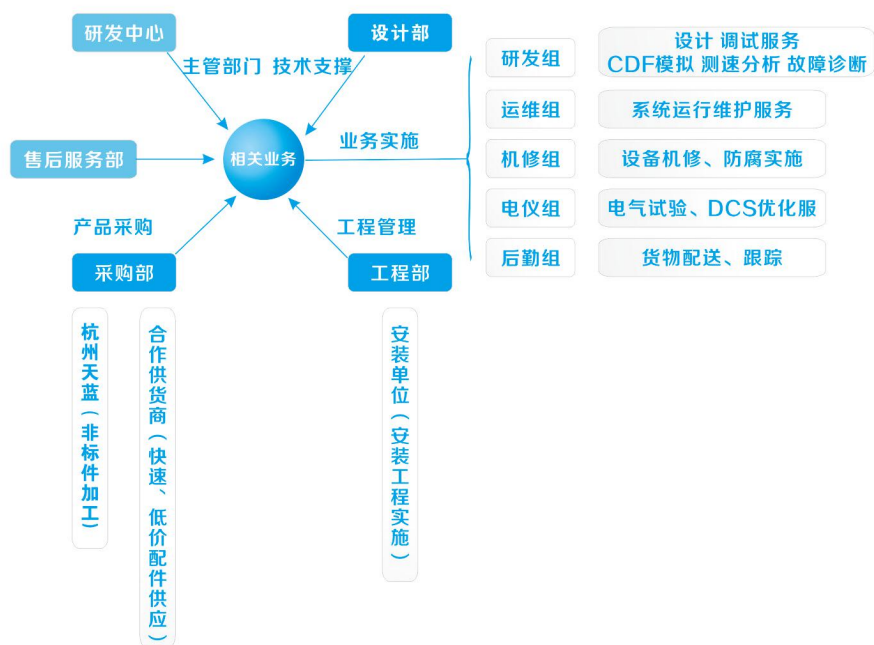 研发中心
设计部
主管部门 技术支撑
售后服务部
相关业务
业务实施
产品采购
工程管理
采购部
工程部
研发组
设计 调试服务
CDF模拟 测速分析 故障诊断
运维组
系统运行维护服务
机修组
设备机修、防腐实施
电仪组
电气试验、DCS优化服
后勤组
货物配送、跟踪
杭州天蓝（非标件加工）
合作供货商（快速、低价配件供应）
安装单位（安装工程实施）